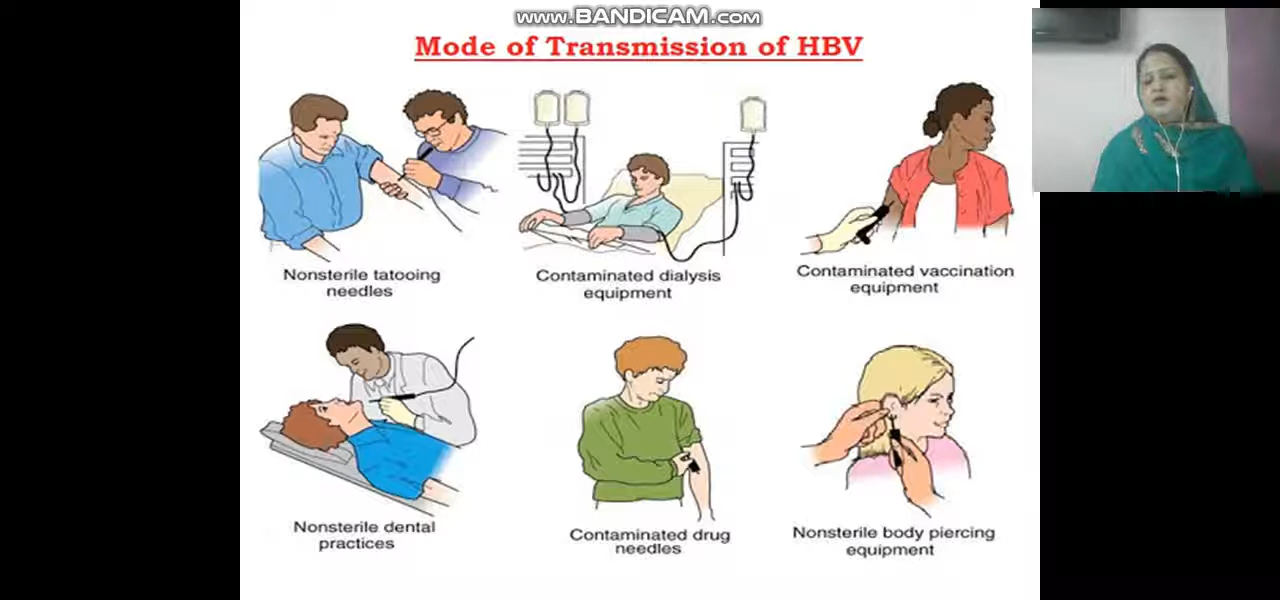 www.BANDICAM.com
Mode of Transmission of HBV
Nonsterile tatooing
needles
Contaminated dialysis
equipment
Contaminated vaccination
equipment
Nonsterile dental
practices
Contaminated drug
needles
Nonsterile body piercing
equipment